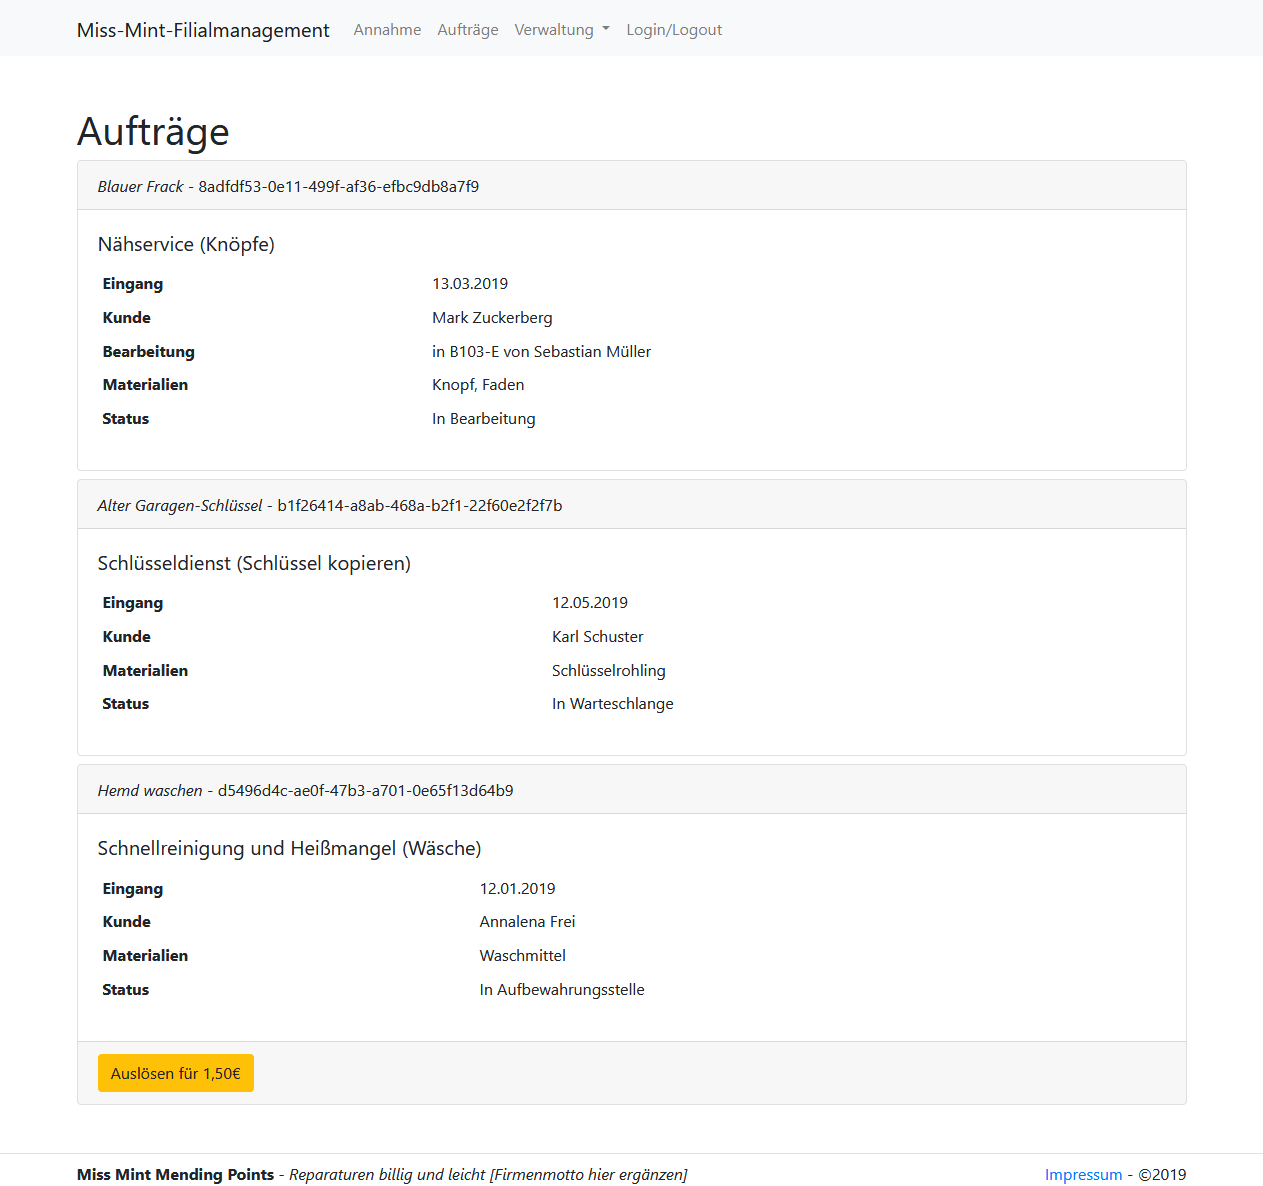 Miss-Mint-Filialmanagement Annahme Aufträge Verwaltung Login/Logout
Aufträge
Blauer Frack - 8adfdf53-0e11-499f-af36-efbc9db8a7f9
Nähservice (Knöpfe)
Eingang 13.03.2019
Kunde Mark Zuckerberg
Bearbeitung in B103-E von Sebastian Müller
Materialien Knopf, Faden
Status In Bearbeitung
Alter Garagen-Schlüssel - b1f26414-a8ab-468a-b2f1-22f60e2f2f7b
Schlüsseldienst (Schlüssel kopieren)
Eingang 12.05.2019
Kunde Karl Schuster
Materialien Schlüsselrohling
Status In Warteschlange
Hemd waschen - d5496d4c-ae0f-47b3-a701-0e65f13d64b9
Schnellreinigung und Heißmangel (Wäsche)
Eingang 12.01.2019
Kunde Annalena Frei
Materialien Waschmittel
Status In Aufbewahrungsstelle
Auslösen für 1,50€
Miss Mint Mending Points - Reparaturen billig und leicht [Firmenmotto hier ergänzen] Impressum - ©2019